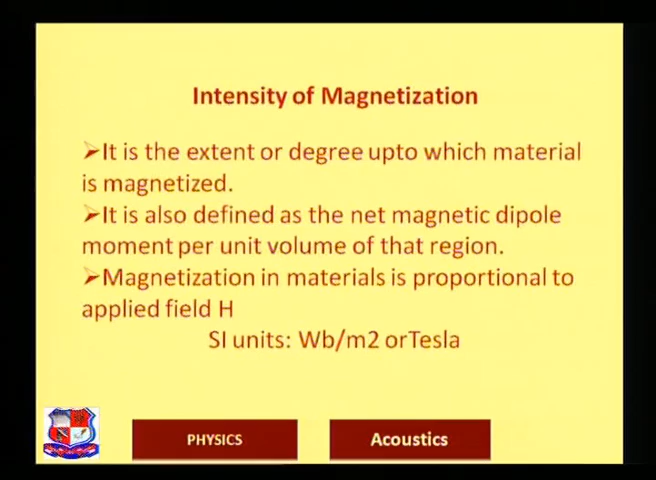 Intensity of Magnetization
➢It is the extent or degree upto which material
is magnetized.
➢It is also defined as the net magnetic dipole
moment per unit volume of that region.
➢Magnetization in materials is proportional to
applied field H
SI units: Wb/m2 orTesla
PHYSICS
Acoustics